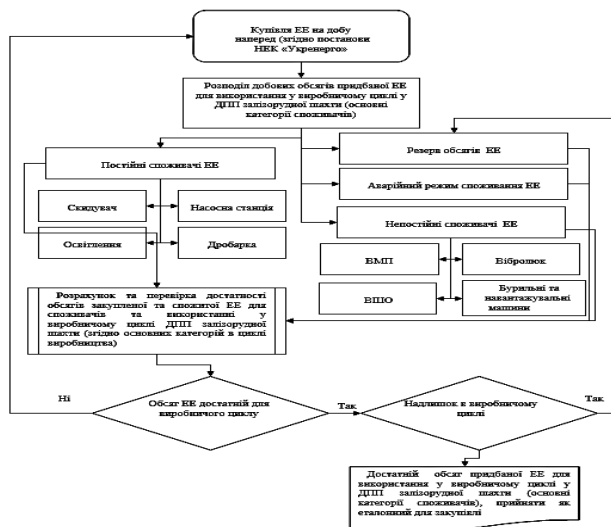 Купівля ЕЕ на добу
наперед (згідно постанови
НЕК «Укренерго»
Розподіл добових обсягів придбаної ЕЕ
для використання у виробничому циклі у
ДПП залізорудної шахти (основні
категорії споживачів)
Постійні споживачі ЕЕ
Резерв обсягів ЕЕ
Аварійний режим споживання ЕЕ
Скидувач
Насосна станція
Непостійні споживачі ЕЕ
Освітлення
Дробарка
ВМП
Вібролюк
ВШО
Бурильні та
навантажувальні
машини
Розрахунок та перевірка достатності
обсягів закупленої та спожитої ЕЕ для
споживачів та використанні у
виробничому циклі ДПП залізорудної
шахти (згідно основних категорій в циклі
виробництва)
Ні
Обсяг ЕЕ достатній для
виробничого циклу
Так
Надлишок в виробничому
циклі
Так
Достатній обсяг придбаної ЕЕ для
використання у виробничому циклі у
ДПП залізорудної шахти (основні
категорії споживачів), прийняти як
еталонний для закупівлі